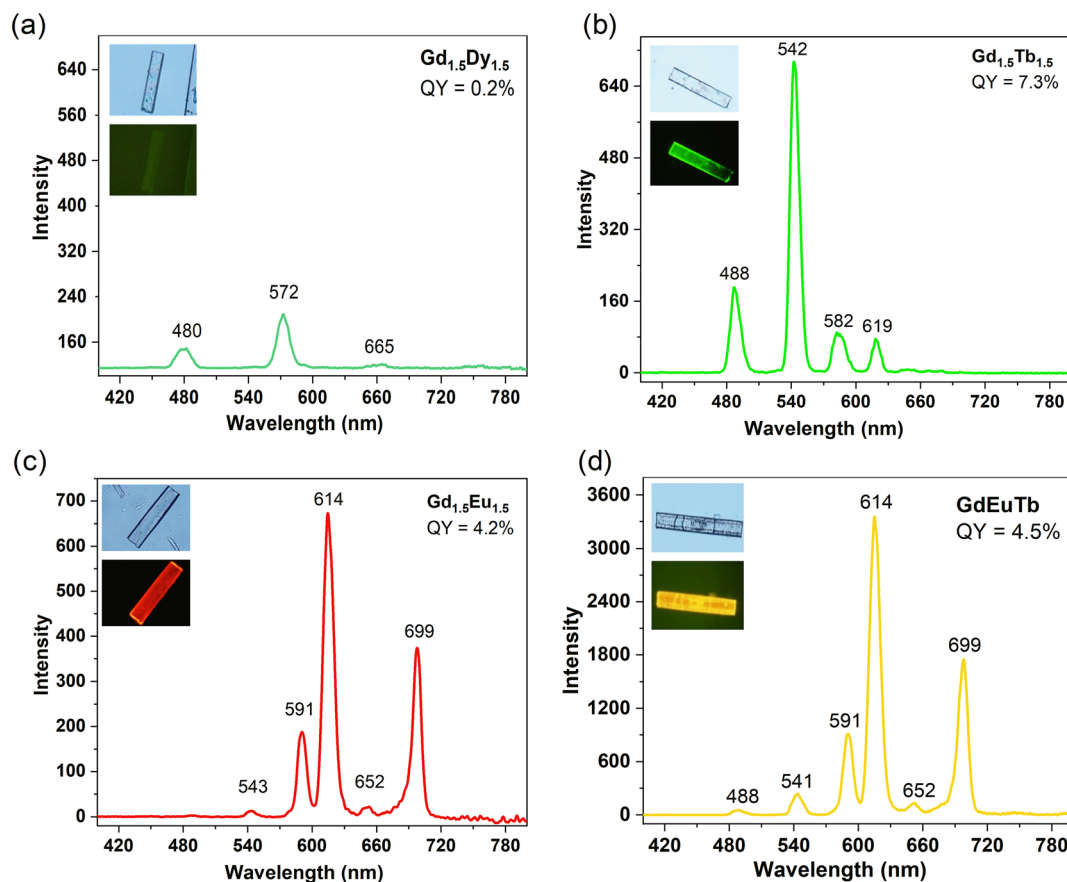 (a)
Gd₁.₅Dy₁.₅
QY = 0.2%
640
560
480
400
320
240
160
Intensity
480
572
665
420 480 540 600 660 720 780
Wavelength (nm)
(b)
Gd₁.₅Tb₁.₅
QY = 7.3%
640
480
320
160
0
Intensity
488
542
582
619
420 480 540 600 660 720 780
Wavelength (nm)
(c)
Gd₁.₅Eu₁.₅
QY = 4.2%
700
600
500
400
300
200
100
0
Intensity
543
591
614
652
699
420 480 540 600 660 720 780
Wavelength (nm)
(d)
GdEuTb
QY = 4.5%
3600
3000
2400
1800
1200
600
0
Intensity
488
541
591
614
652
699
420 480 540 600 660 720 780
Wavelength (nm)